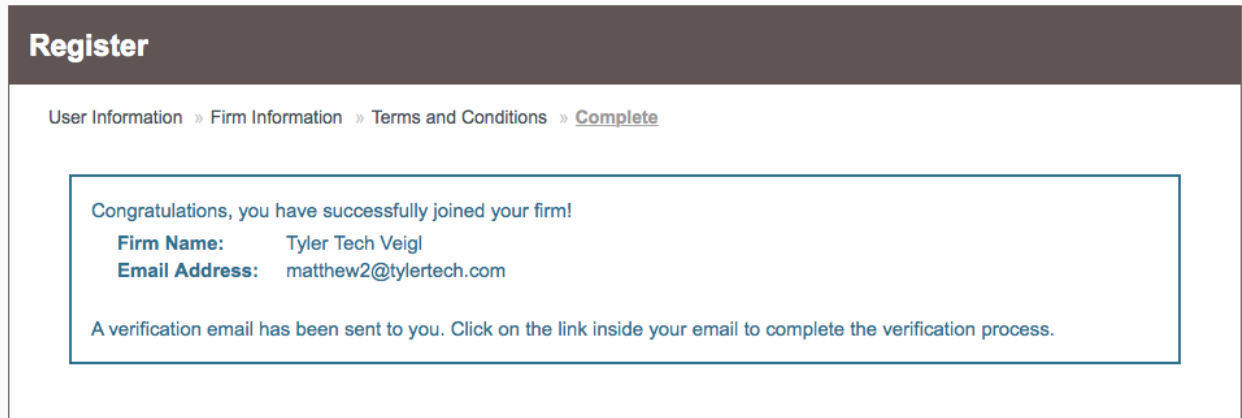 Register
User Information » Firm Information » Terms and Conditions » Complete
Congratulations, you have successfully joined your firm!
Firm Name: Tyler Tech Veigl
Email Address: matthew2@tylertech.com
A verification email has been sent to you. Click on the link inside your email to complete the verification process.